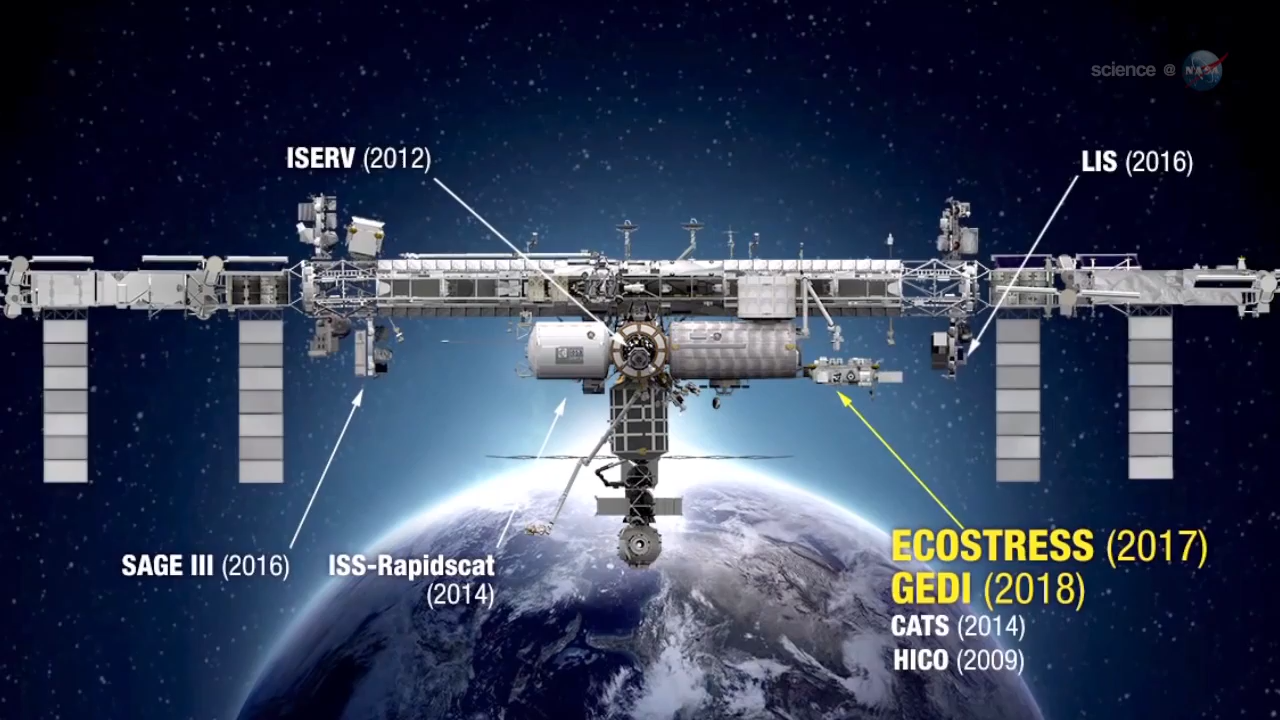 science @ NASA
ISERV (2012)
LIS (2016)
SAGE III (2016)
ISS-Rapidscat
(2014)
ECOSTRESS (2017)
GEDI (2018)
CATS (2014)
HICO (2009)